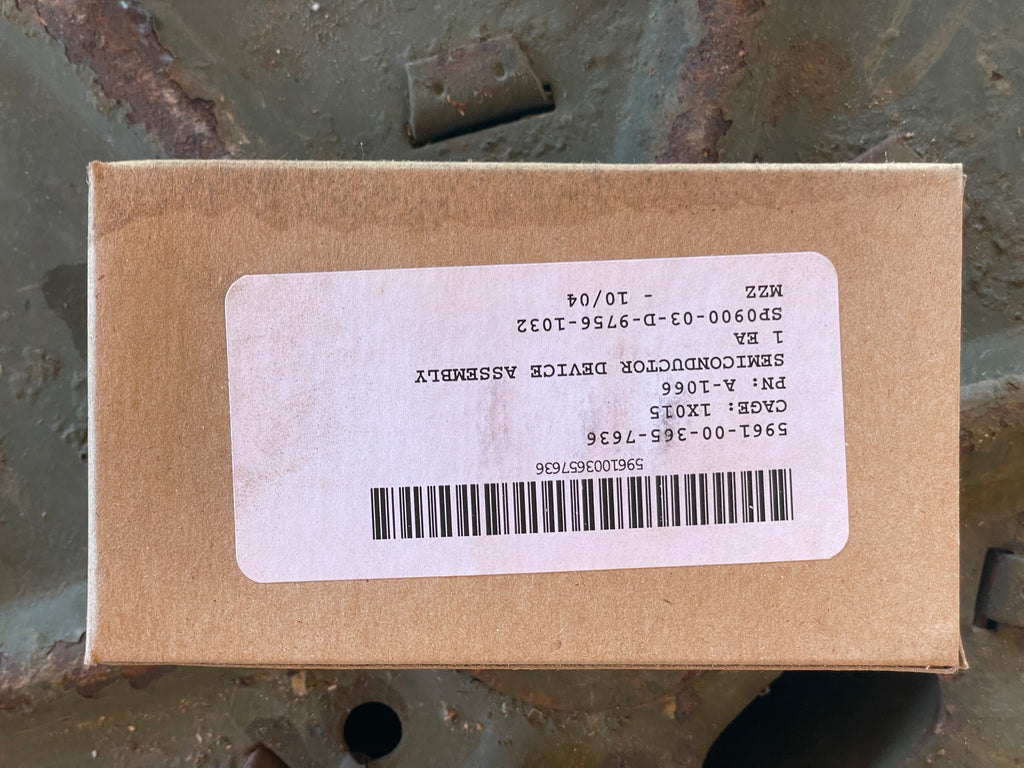 5961003657636
5961-00-365-7636
CAGE: 1X015
PN: A-1066
SEMICONDUCTOR DEVICE ASSEMBLY
1 EA
SP0900-03-D-9756-1032
MZZ - 10/04